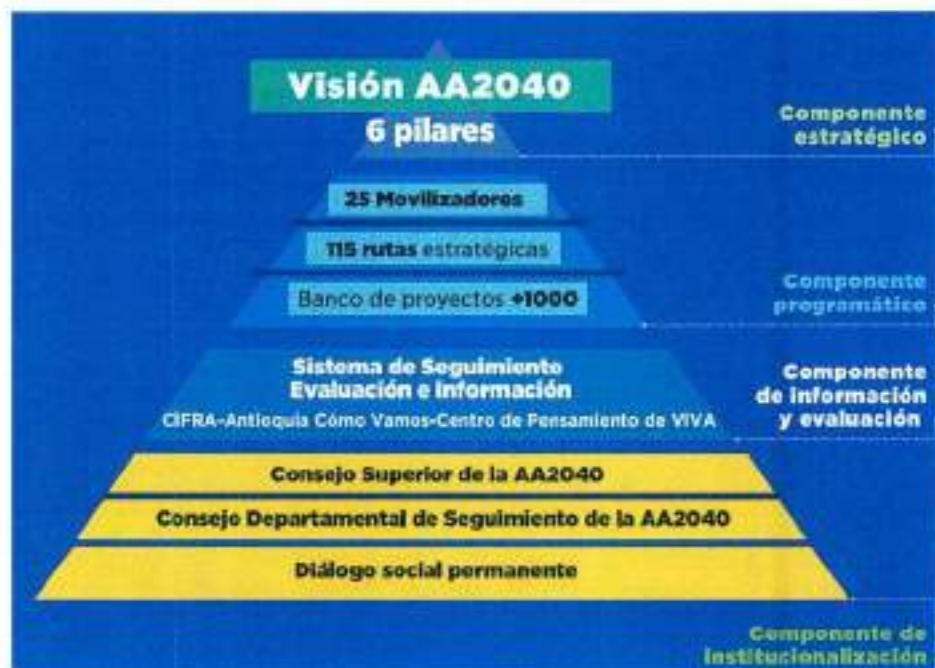 Visión AA2040
6 pilares
Componente
estratégico
25 Movilizadores
115 rutas estratégicas
Banco de proyectos +1000
Componente
programático
Sistema de Seguimiento
Evaluación e Información
CIFRA-Antioquia Cómo Vamos-Centro de Pensamiento de VIVA
Componente
de información
y evaluación
Consejo Superior de la AA2040
Consejo Departamental de Seguimiento de la AA2040
Diálogo social permanente
Componente de
institucionalización